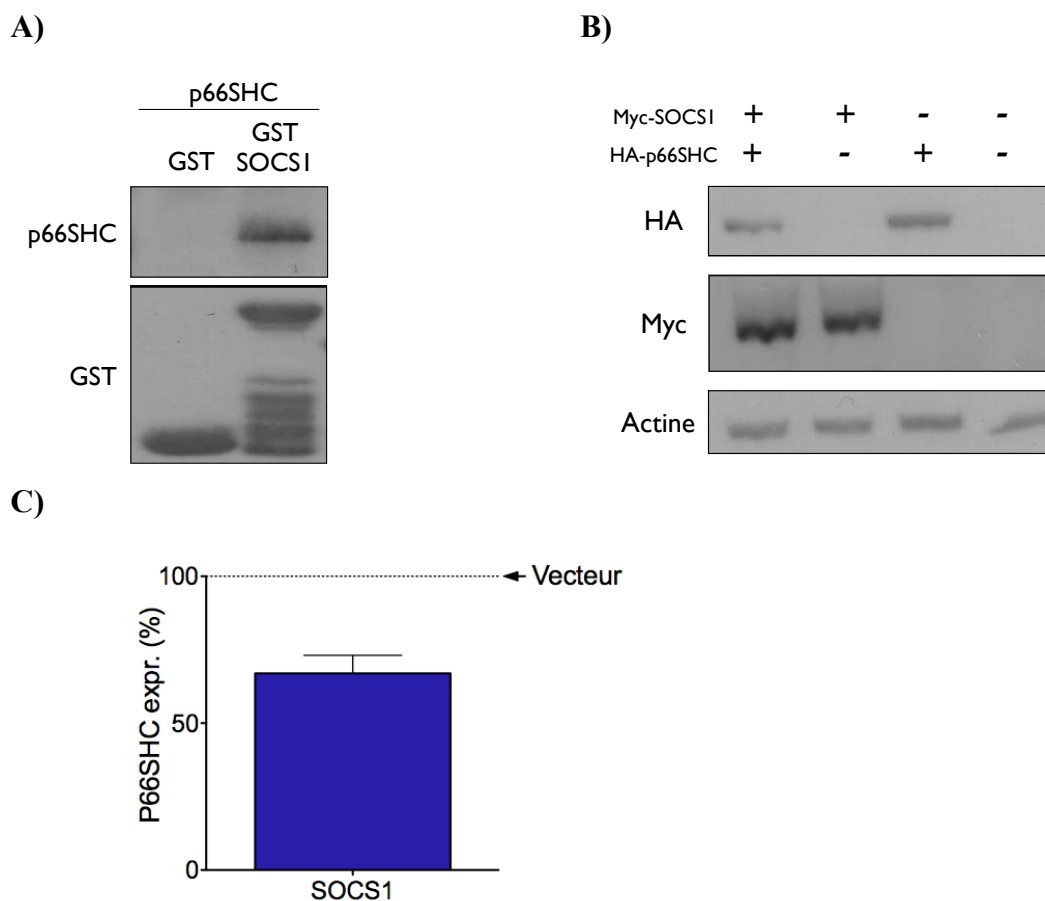 A)
p66SHC
GST
GST
SOCS1
p66SHC
GST
B)
Myc-SOCS1 + + - -
HA-p66SHC + - + -
HA
Myc
Actine
C)
P66SHC expr. (%)
100
50
0
Vecteur
SOCS1